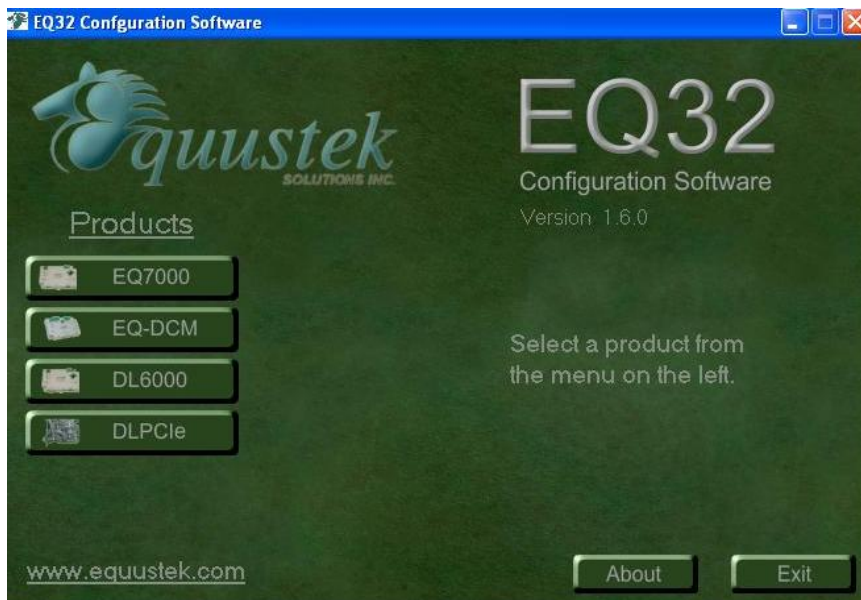 EQ32 Confguration Software
Equustek
SOLUTIONS INC.
EQ32
Configuration Software
Version 1.6.0
Products
EQ7000
EQ-DCM
DL6000
DLPCIe
Select a product from
the menu on the left.
www.equustek.com
About
Exit